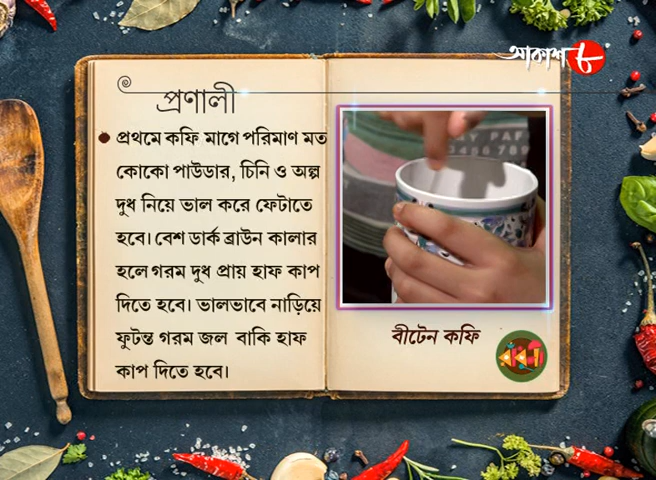 আকাশ ৮
প্রণালী
প্রথমে কফি মাগে পরিমাণ মত
কোকো পাউডার, চিনি ও অল্প
দুধ নিয়ে ভাল করে ফেটাতে
হবে। বেশ ডার্ক ব্রাউন কালার
হলে গরম দুধ প্রায় হাফ কাপ
দিতে হবে। ভালভাবে নাড়িয়ে
ফুটন্ত গরম জল বাকি হাফ
কাপ দিতে হবে।
বীটেন কফি